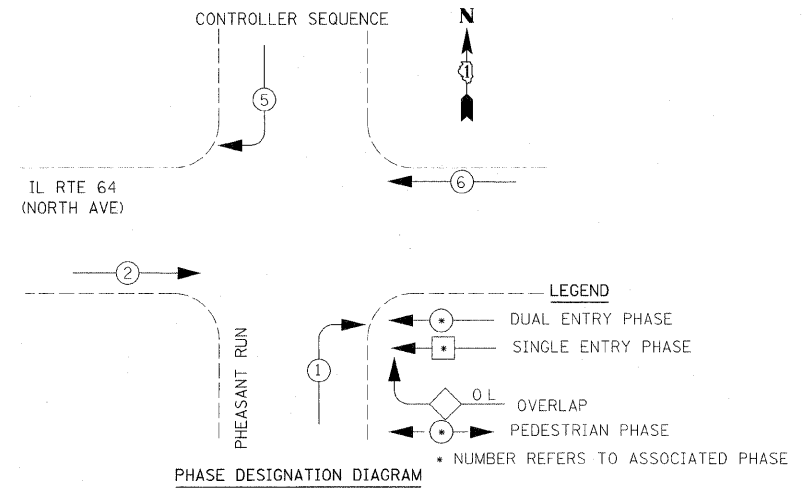 CONTROLLER SEQUENCE
N
1
5
IL RTE 64
(NORTH AVE)
6
2
LEGEND
* DUAL ENTRY PHASE
* SINGLE ENTRY PHASE
PHEASANT RUN
1
OL
OVERLAP
* PEDESTRIAN PHASE
* NUMBER REFERS TO ASSOCIATED PHASE
PHASE DESIGNATION DIAGRAM